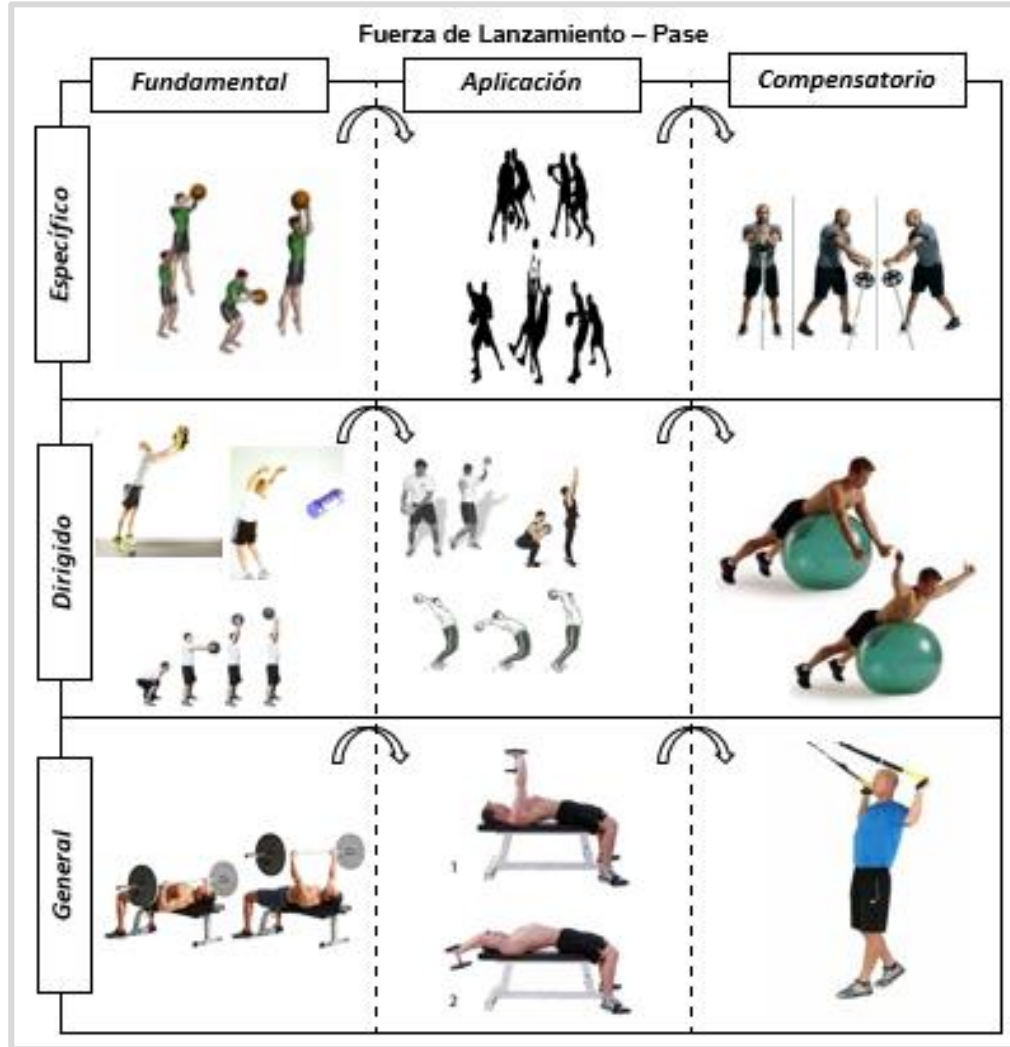 Fuerza de Lanzamiento – Pase
Fundamental
Aplicación
Compensatorio
Específico
Dirigido
General
1
2